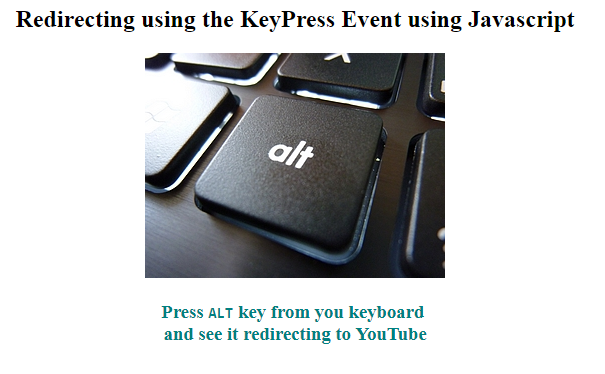 Redirecting using the KeyPress Event using Javascript
alt
Press ALT key from you keyboard
and see it redirecting to YouTube